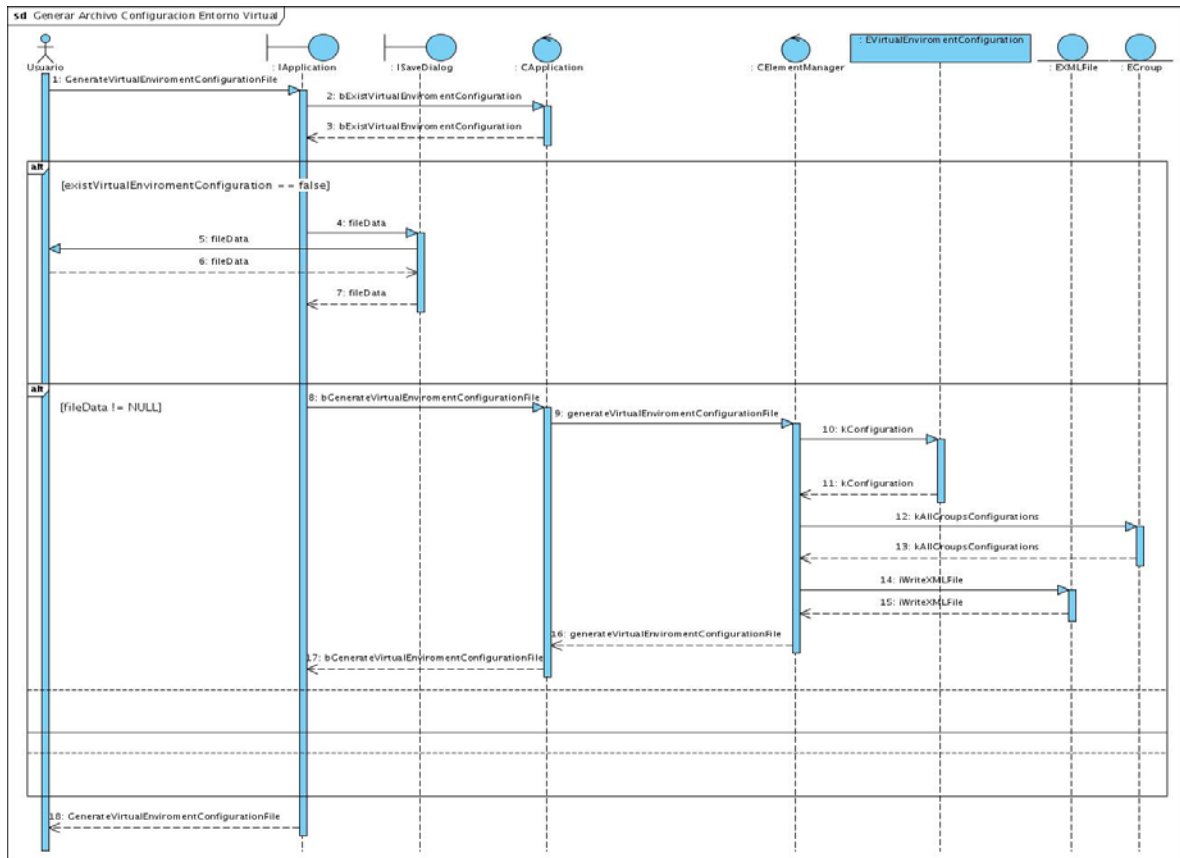 sd Generar Archivo Configuracion Entorno Virtual
Usuario
: IApplication
: ISaveDialog
: CApplication
: CElementManager
: EVirtualEnviromentConfiguration
: EXMLFile
: EGroup
1: GenerateVirtualEnviromentConfigurationFile
2: bExistVirtualEnviromentConfiguration
3: bExistVirtualEnviromentConfiguration
alt
[existVirtualEnviromentConfiguration == false]
4: fileData
5: fileData
6: fileData
7: fileData
alt
[fileData != NULL]
8: bGenerateVirtualEnviromentConfigurationFile
9: generateVirtualEnviromentConfigurationFile
10: kConfiguration
11: kConfiguration
12: kAllGroupsConfigurations
13: kAllGroupsConfigurations
14: iWriteXMLFile
15: iWriteXMLFile
16: generateVirtualEnviromentConfigurationFile
17: bGenerateVirtualEnviromentConfigurationFile
18: GenerateVirtualEnviromentConfigurationFile